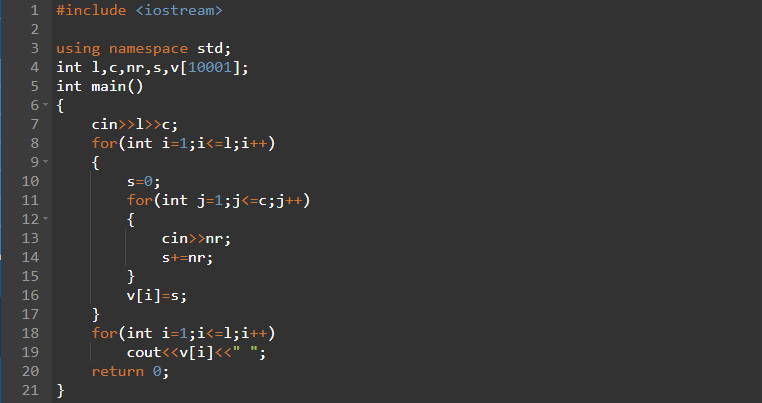 1 #include <iostream>
2
3 using namespace std;
4 int l,c,nr,s,v[10001];
5 int main()
6 {
7     cin>>l>>c;
8     for(int i=1;i<=l;i++)
9     {
10         s=0;
11         for(int j=1;j<=c;j++)
12         {
13             cin>>nr;
14             s+=nr;
15         }
16         v[i]=s;
17     }
18     for(int i=1;i<=l;i++)
19         cout<<v[i]<<" ";
20     return 0;
21 }